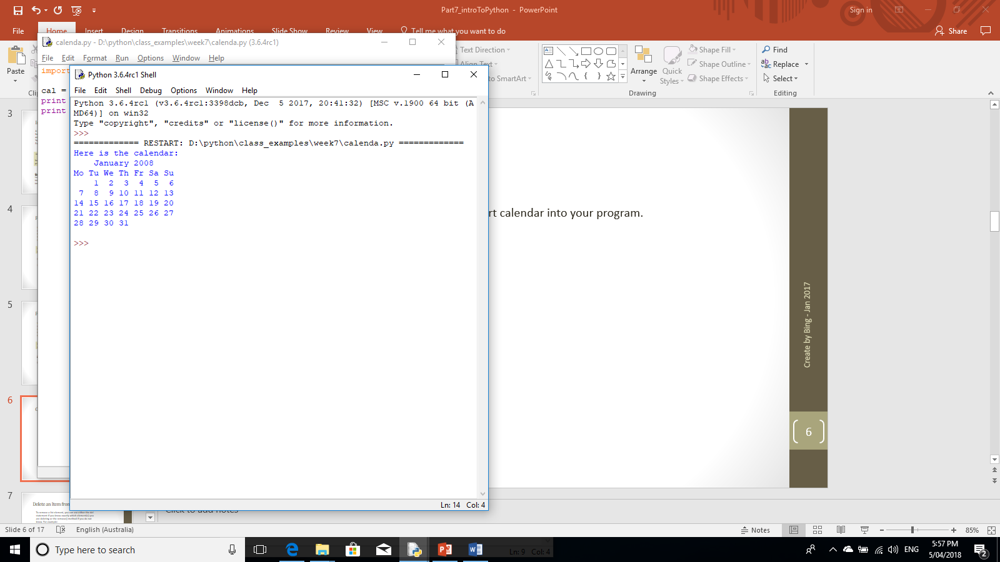 Part7_introToPython - PowerPoint
Sign in
File
Home
Insert
Design
Transitions
Animations
Slide Show
Review
View
Tell me what you want to do
Share
Paste
calenda.py - D:\python\class_examples\week7\calenda.py (3.6.4rc1)
File Edit Format Run Options Window Help
import
cal =
print
print
Python 3.6.4rc1 Shell
File Edit Shell Debug Options Window Help
Python 3.6.4rc1 (v3.6.4rc1:3398dcb, Dec  5 2017, 20:41:32) [MSC v.1900 64 bit (A
MD64)] on win32
Type "copyright", "credits" or "license()" for more information.
>>>
============= RESTART: D:\python\class_examples\week7\calenda.py =============
Here is the calendar:
    January 2008
Mo Tu We Th Fr Sa Su
    1  2  3  4  5  6
 7  8  9 10 11 12 13
14 15 16 17 18 19 20
21 22 23 24 25 26 27
28 29 30 31
>>>
Ln: 14 Col: 4
Text Direction
Align Text
to SmartArt
Arrange
Quick
Styles
Shape Fill
Shape Outline
Shape Effects
Drawing
Find
Replace
Select
Editing
3
4
5
6
7
Delete an Item from
rt calendar into your program.
Create by Bing - Jan 2017
6
Click to add notes
Slide 6 of 17
English (Australia)
Notes
85%
Type here to search
Ln: 9 Col: 4
ENG
5:57 PM
5/04/2018
2